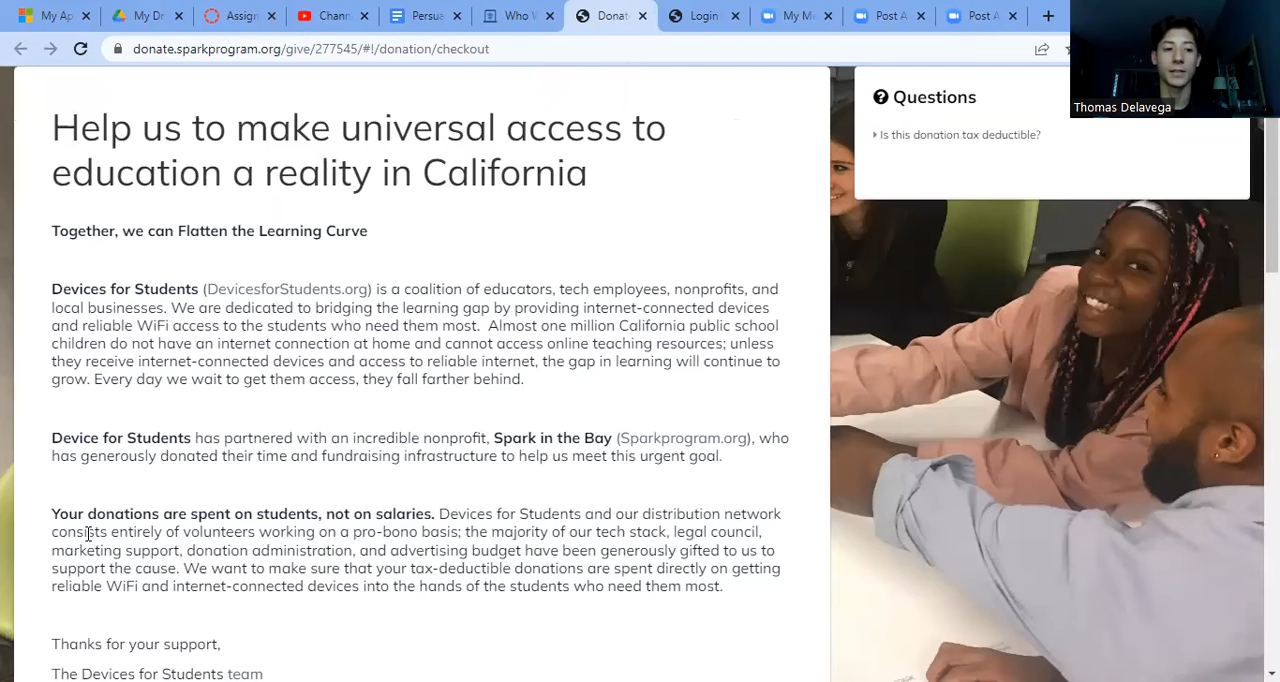 My Ap
My Dr
Assign
Chann
Persua
Who W
Donat
Login
My Me
Post A
Post A
donate.sparkprogram.org/give/277545/#!/donation/checkout
Thomas Delavega
Help us to make universal access to
education a reality in California
Together, we can Flatten the Learning Curve
Devices for Students (DevicesforStudents.org) is a coalition of educators, tech employees, nonprofits, and
local businesses. We are dedicated to bridging the learning gap by providing internet-connected devices
and reliable WiFi access to the students who need them most. Almost one million California public school
children do not have an internet connection at home and cannot access online teaching resources; unless
they receive internet-connected devices and access to reliable internet, the gap in learning will continue to
grow. Every day we wait to get them access, they fall farther behind.
Device for Students has partnered with an incredible nonprofit, Spark in the Bay (Sparkprogram.org), who
has generously donated their time and fundraising infrastructure to help us meet this urgent goal.
Your donations are spent on students, not on salaries. Devices for Students and our distribution network
consists entirely of volunteers working on a pro-bono basis; the majority of our tech stack, legal council,
marketing support, donation administration, and advertising budget have been generously gifted to us to
support the cause. We want to make sure that your tax-deductible donations are spent directly on getting
reliable WiFi and internet-connected devices into the hands of the students who need them most.
Thanks for your support,
The Devices for Students team
Questions
Is this donation tax deductible?